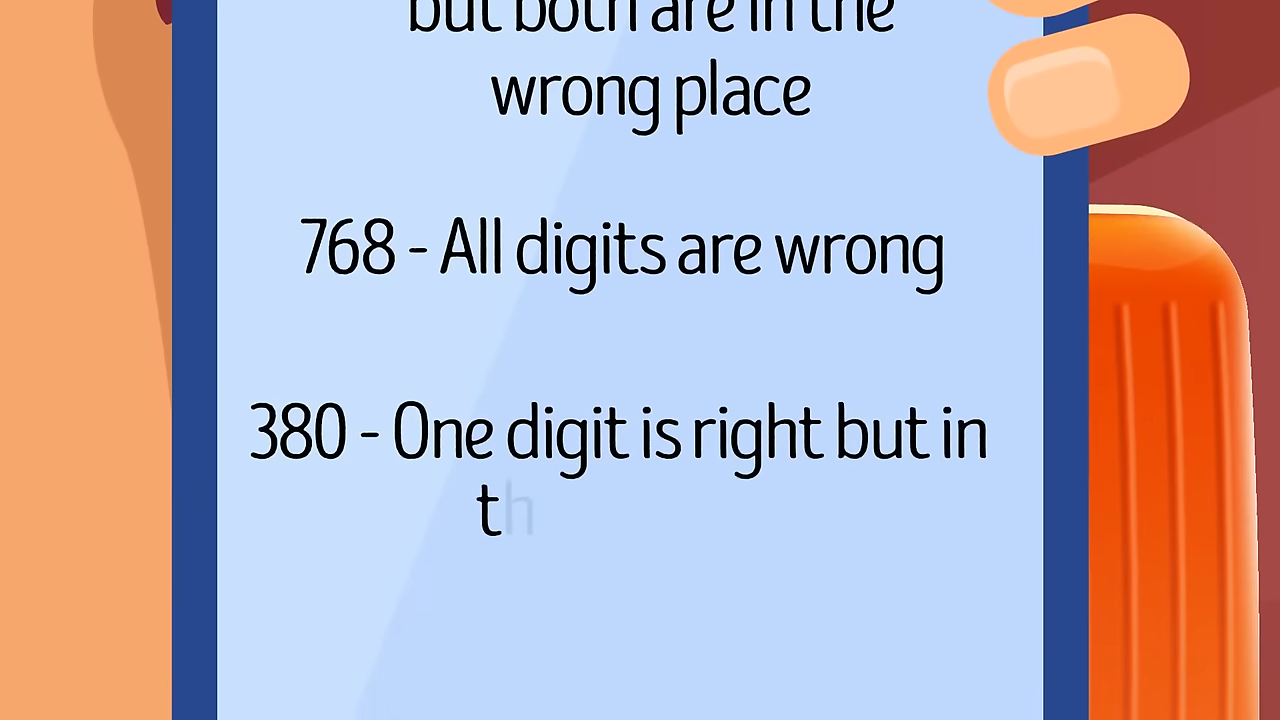 but both are in the
wrong place
768 - All digits are wrong
380 - One digit is right but in
th